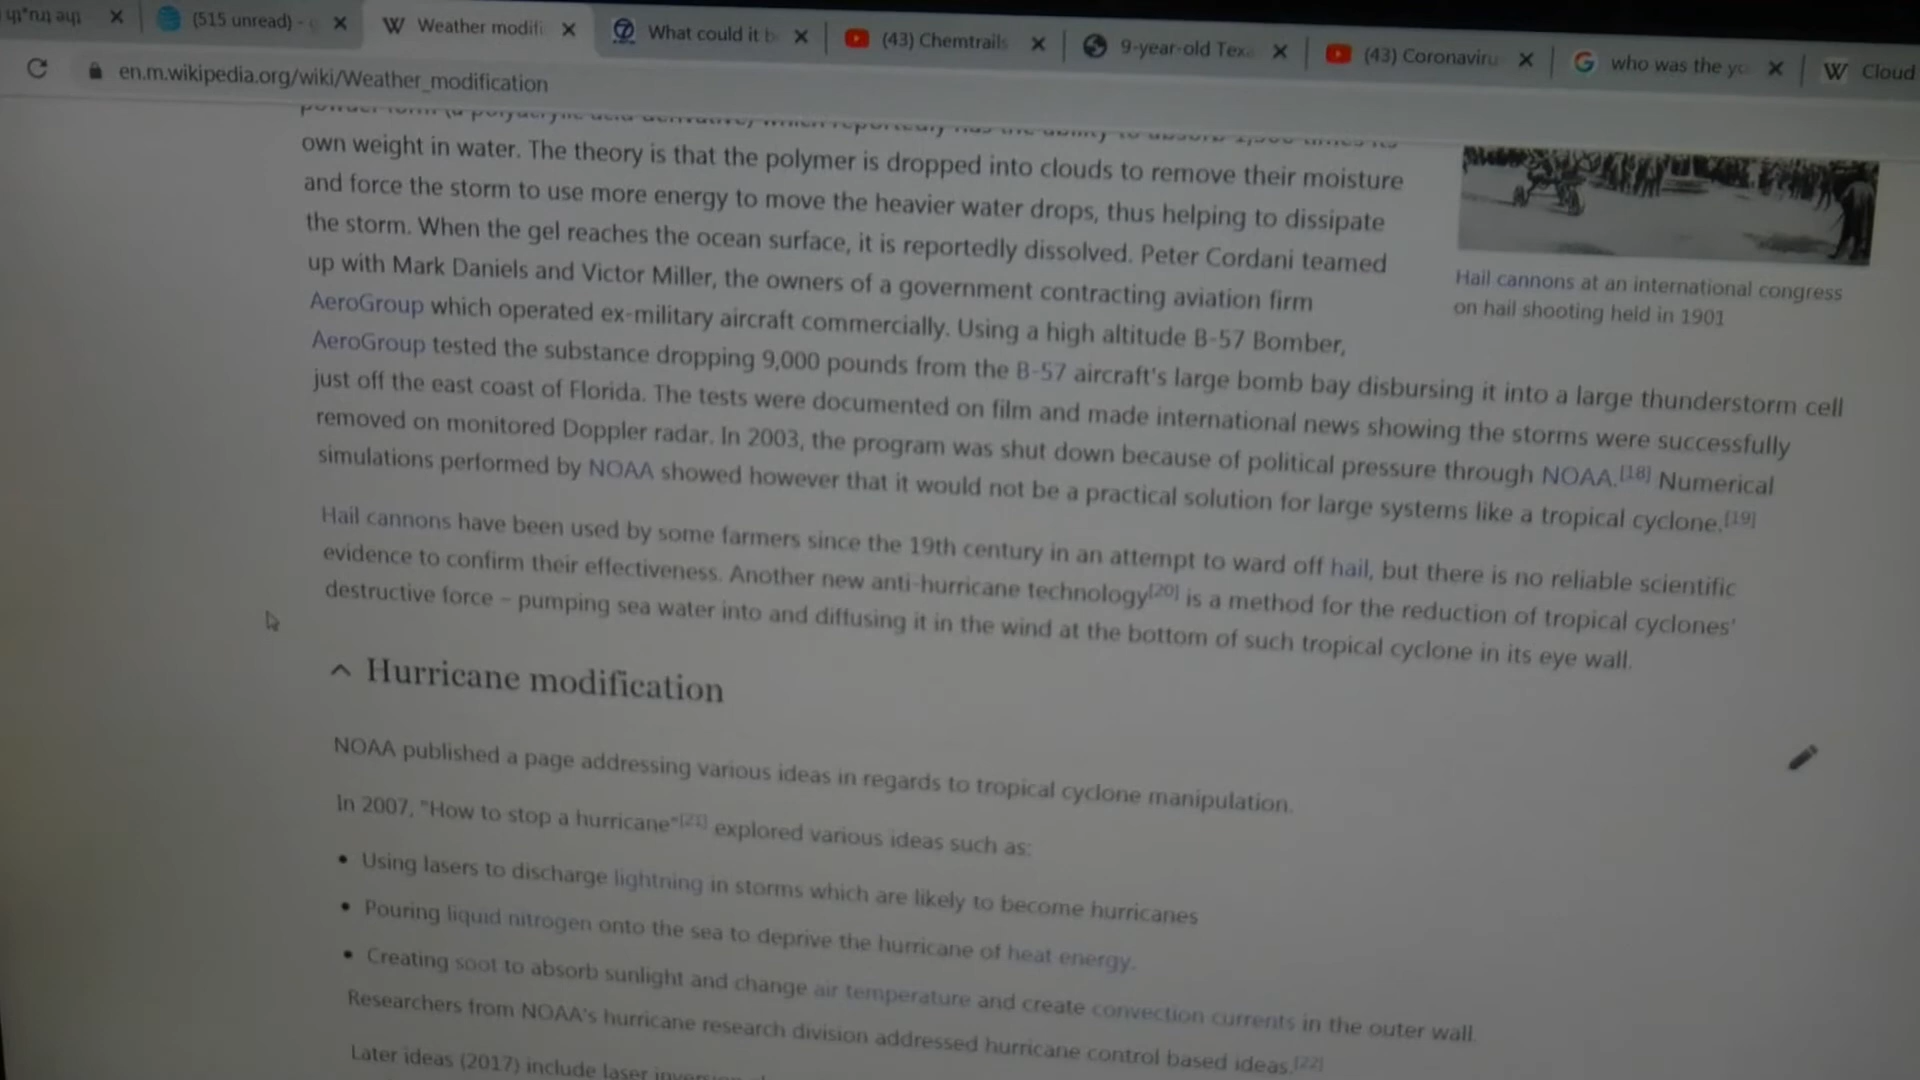 (515 unread) -
Weather modifi
What could it b
(43) Chemtrails
9-year-old Tex
(43) Coronaviru
who was the yo
Cloud
en.m.wikipedia.org/wiki/Weather_modification
own weight in water. The theory is that the polymer is dropped into clouds to remove their moisture
and force the storm to use more energy to move the heavier water drops, thus helping to dissipate
the storm. When the gel reaches the ocean surface, it is reportedly dissolved. Peter Cordani teamed
up with Mark Daniels and Victor Miller, the owners of a government contracting aviation firm
AeroGroup which operated ex-military aircraft commercially. Using a high altitude B-57 Bomber,
AeroGroup tested the substance dropping 9,000 pounds from the B-57 aircraft's large bomb bay disbursing it into a large thunderstorm cell
just off the east coast of Florida. The tests were documented on film and made international news showing the storms were successfully
removed on monitored Doppler radar. In 2003, the program was shut down because of political pressure through NOAA.[18] Numerical
simulations performed by NOAA showed however that it would not be a practical solution for large systems like a tropical cyclone.[19]
Hail cannons at an international congress
on hail shooting held in 1901
Hail cannons have been used by some farmers since the 19th century in an attempt to ward off hail, but there is no reliable scientific
evidence to confirm their effectiveness. Another new anti-hurricane technology[20] is a method for the reduction of tropical cyclones'
destructive force – pumping sea water into and diffusing it in the wind at the bottom of such tropical cyclone in its eye wall.
Hurricane modification
NOAA published a page addressing various ideas in regards to tropical cyclone manipulation.
In 2007, "How to stop a hurricane"[21] explored various ideas such as:
• Using lasers to discharge lightning in storms which are likely to become hurricanes
• Pouring liquid nitrogen onto the sea to deprive the hurricane of heat energy.
• Creating soot to absorb sunlight and change air temperature and create convection currents in the outer wall.
Researchers from NOAA's hurricane research division addressed hurricane control based ideas.[22]
Later ideas (2017) include laser